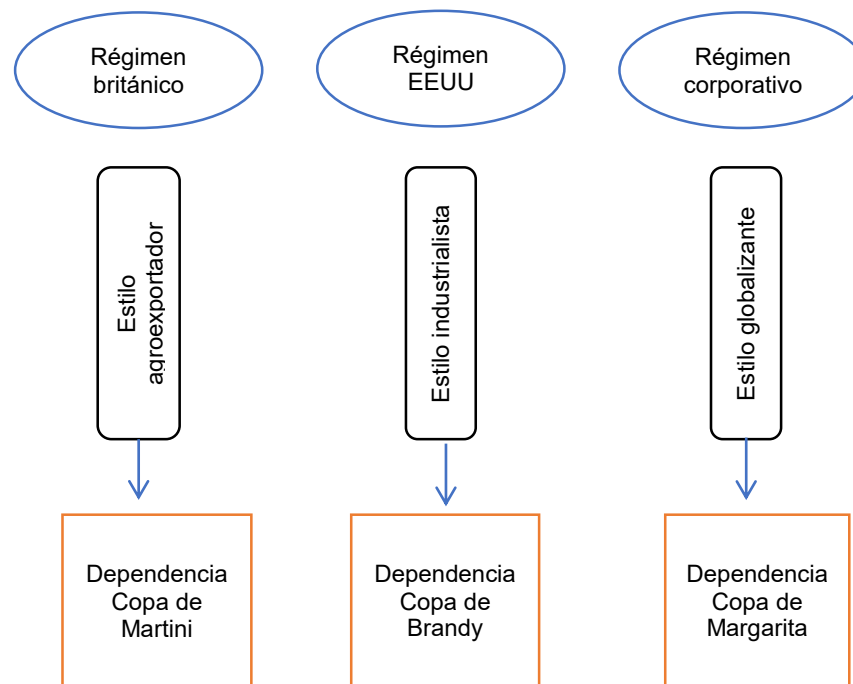 Régimen
británico
Régimen
EEUU
Régimen
corporativo
Estilo
agroexportador
Estilo industrialista
Estilo globalizante
Dependencia
Copa de
Martini
Dependencia
Copa de
Brandy
Dependencia
Copa de
Margarita